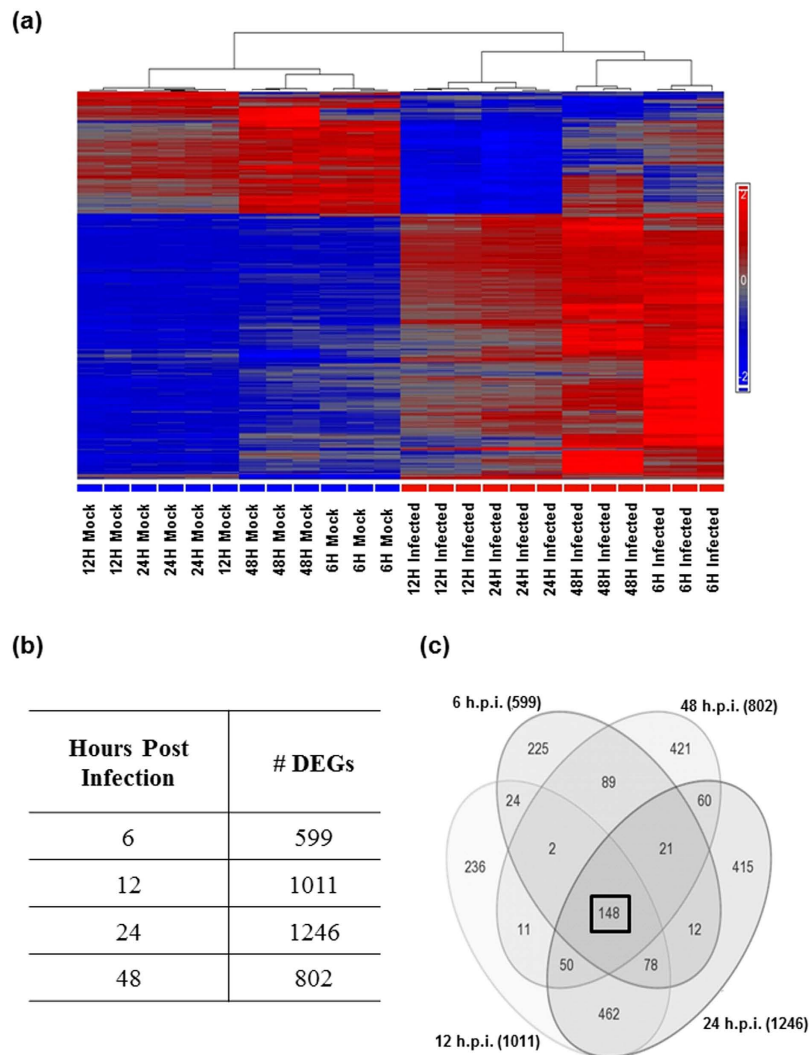 (a)
2
0
-2
12H Mock
12H Mock
24H Mock
24H Mock
24H Mock
12H Mock
48H Mock
48H Mock
48H Mock
6H Mock
6H Mock
6H Mock
12H Infected
12H Infected
12H Infected
24H Infected
24H Infected
24H Infected
48H Infected
48H Infected
48H Infected
6H Infected
6H Infected
6H Infected
(b)
Hours Post
Infection
# DEGs
6 599
12 1011
24 1246
48 802
(c)
6 h.p.i. (599)
48 h.p.i. (802)
225
421
24
89
60
236
2
21
415
148
11
12
50
78
462
12 h.p.i. (1011)
24 h.p.i. (1246)